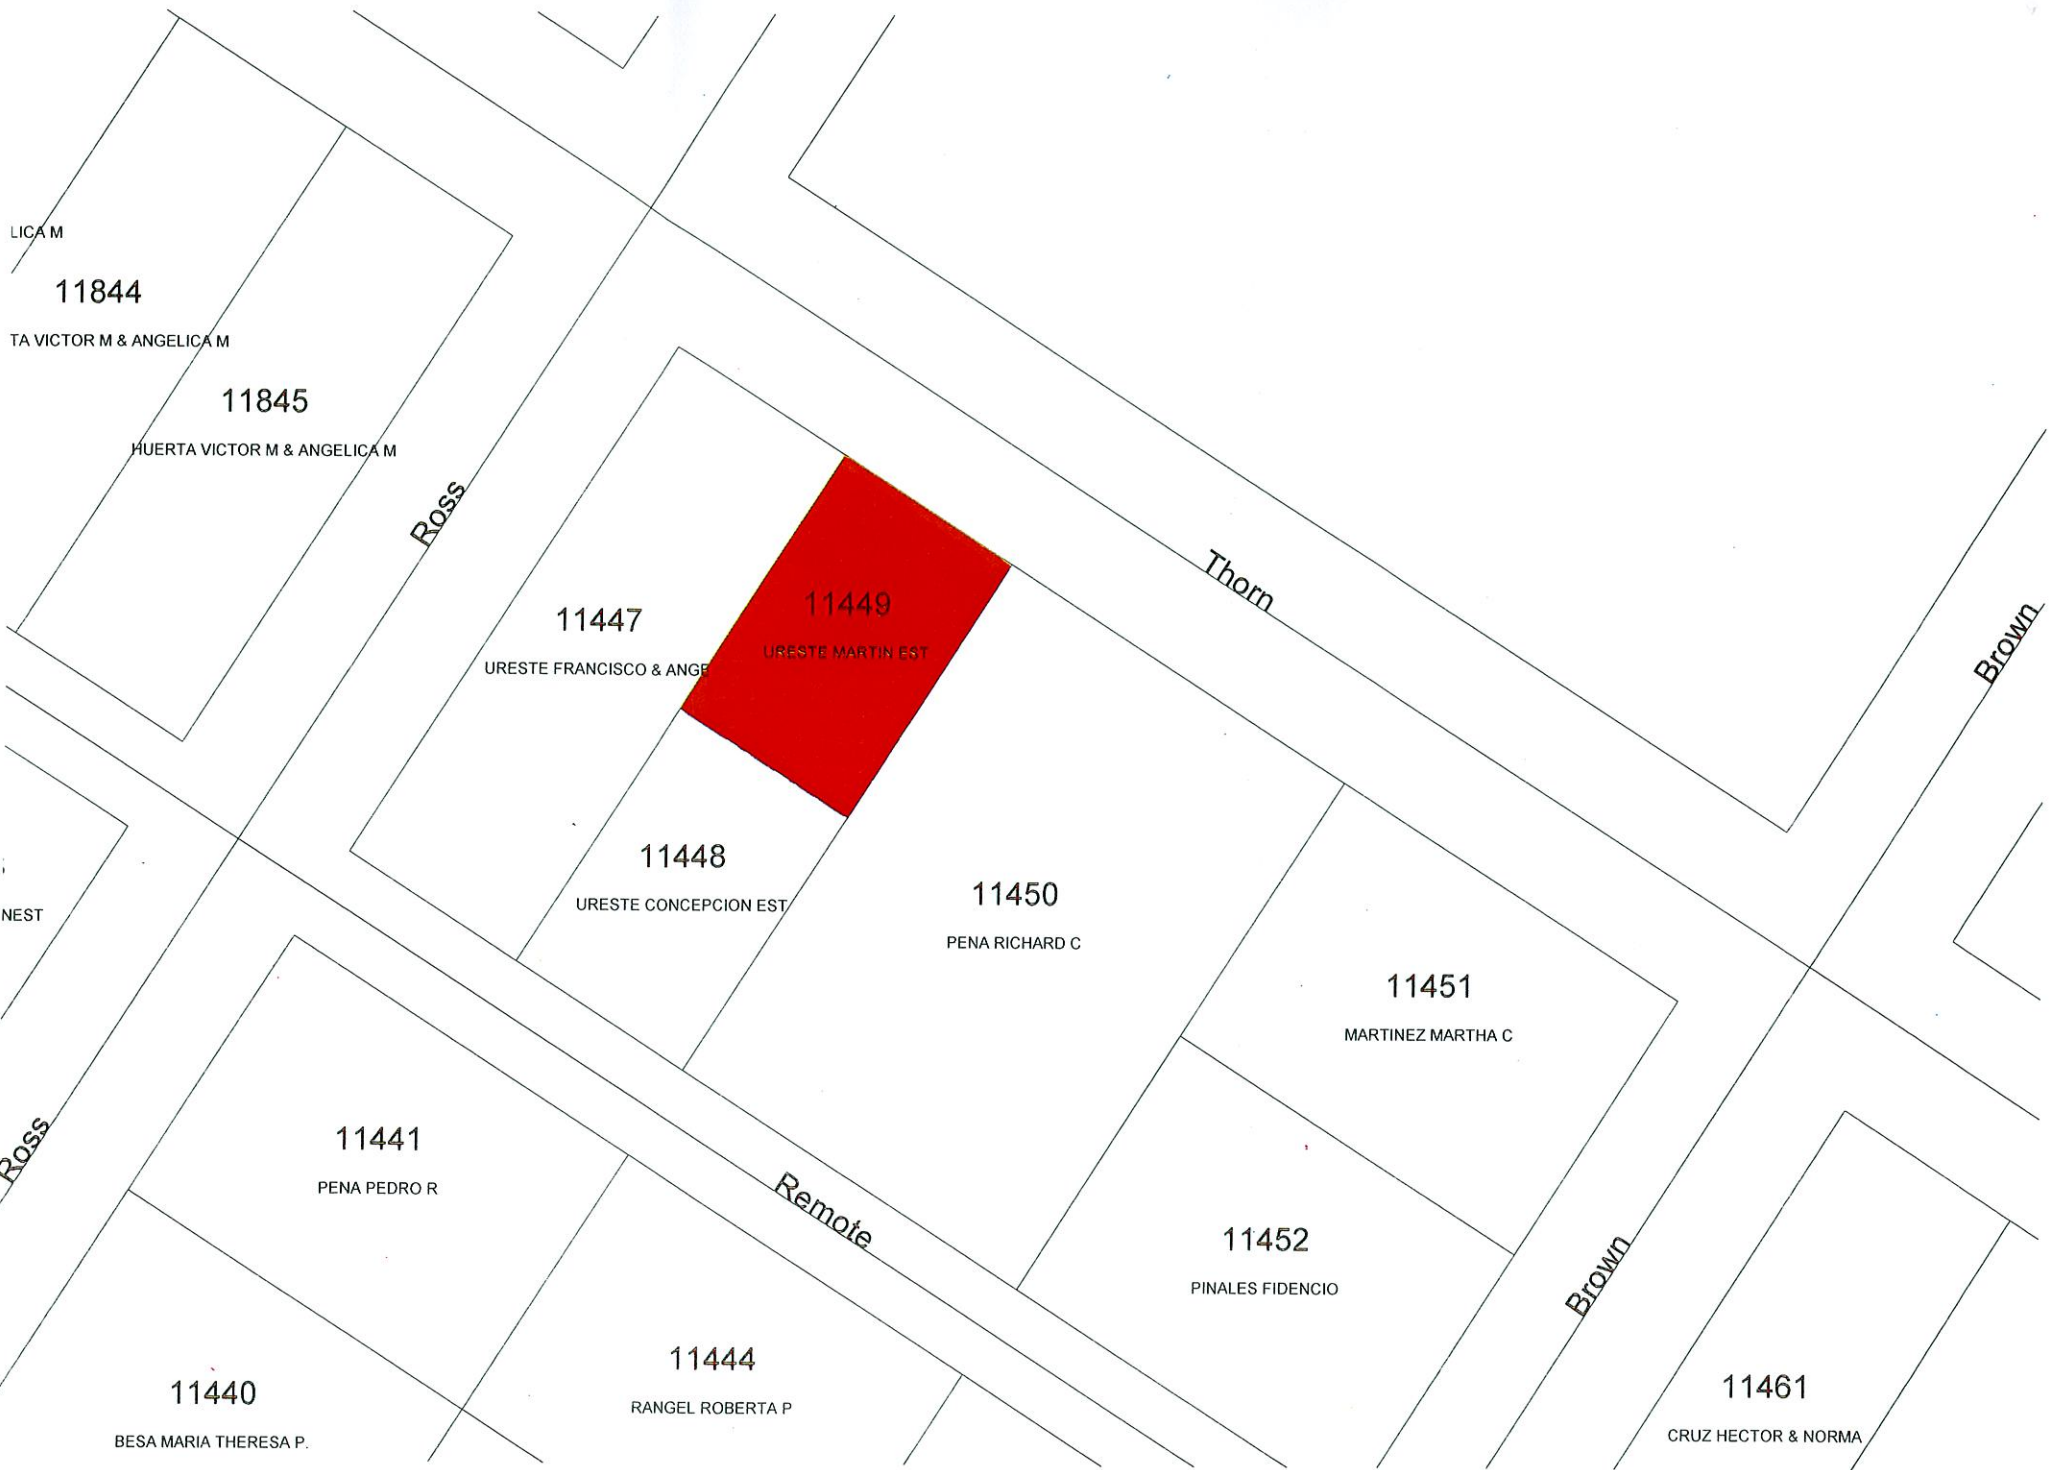 LICA M
11844
TA VICTOR M & ANGELICA M
11845
HUERTA VICTOR M & ANGELICA M
Ross
Thorn
11447
URESTE FRANCISCO & ANGE
11449
URESTE MARTIN EST
Brown
11448
URESTE CONCEPCION EST
11450
PENA RICHARD C
NEST
11451
MARTINEZ MARTHA C
Ross
11441
PENA PEDRO R
Remote
11452
PINALES FIDENCIO
Brown
11440
BESA MARIA THERESA P.
11444
RANGEL ROBERTA P
11461
CRUZ HECTOR & NORMA